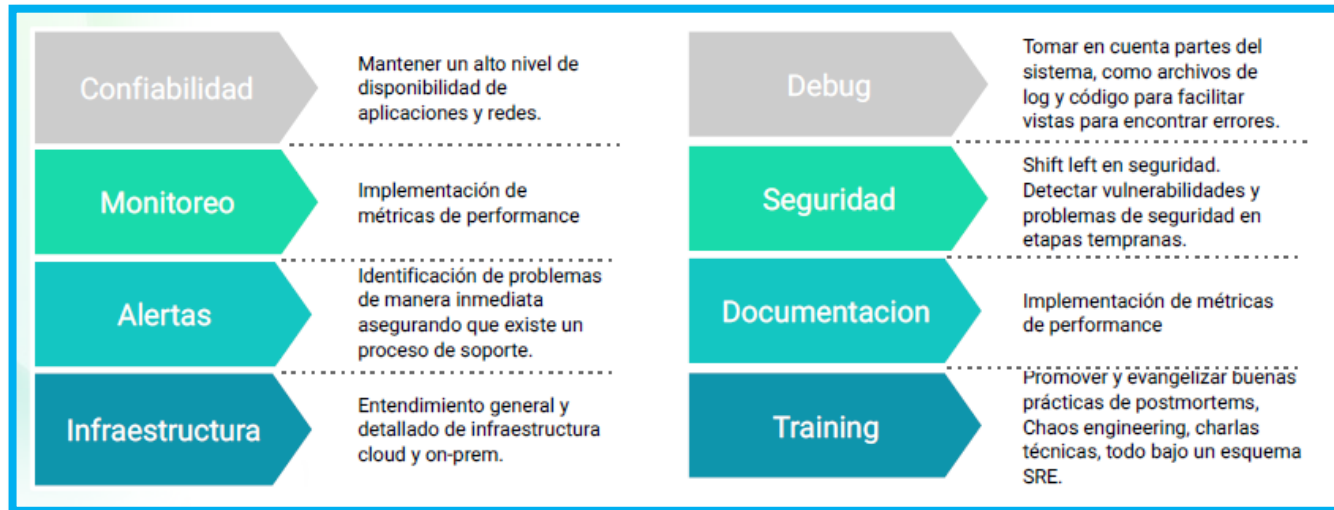 Confiabilidad
Mantener un alto nivel de
disponibilidad de
aplicaciones y redes.
Monitoreo
Implementación de
métricas de performance
Alertas
Identificación de problemas
de manera inmediata
asegurando que existe un
proceso de soporte.
Infraestructura
Entendimiento general y
detallado de infraestructura
cloud y on-prem.
Debug
Tomar en cuenta partes del
sistema, como archivos de
log y código para facilitar
vistas para encontrar errores.
Seguridad
Shift left en seguridad.
Detectar vulnerabilidades y
problemas de seguridad en
etapas tempranas.
Documentacion
Implementación de métricas
de performance
Training
Promover y evangelizar buenas
prácticas de postmortems,
Chaos engineering, charlas
técnicas, todo bajo un esquema
SRE.